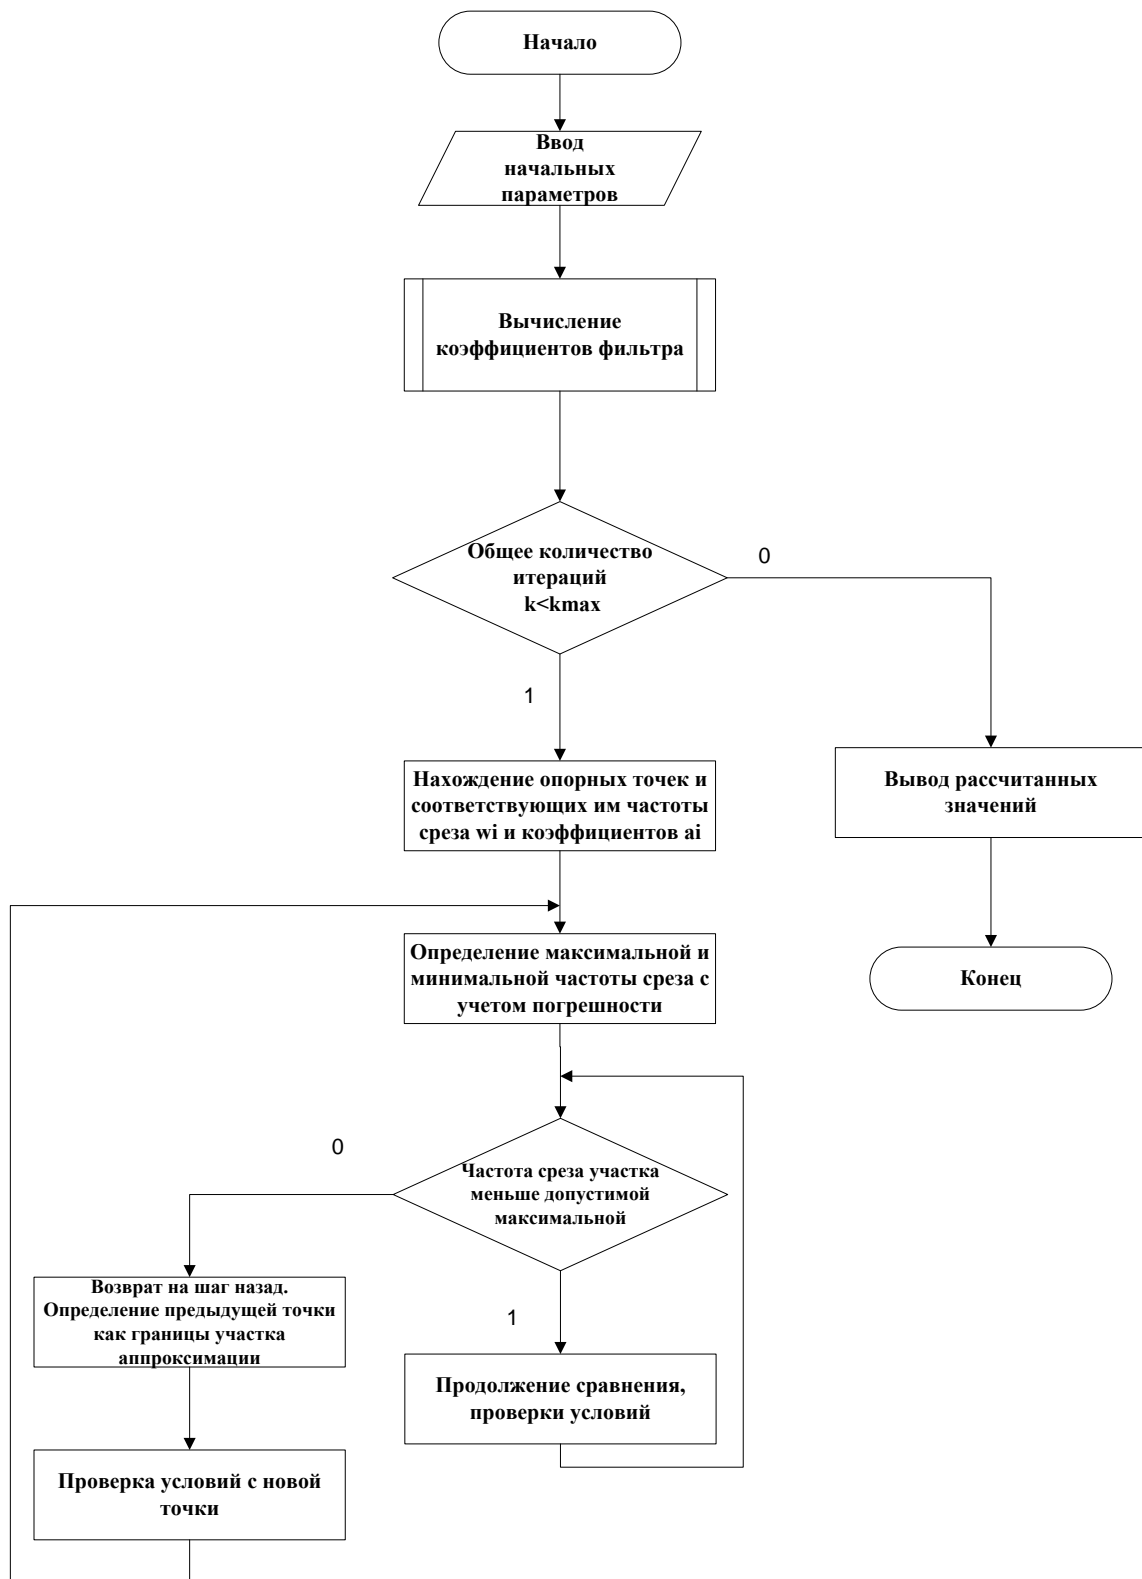 Начало
Ввод
начальных
параметров
Вычисление
коэффициентов фильтра
Общее количество
итераций
k<kmax
0
1
Нахождение опорных точек и
соответствующих им частоты
среза wi и коэффициентов ai
Вывод рассчитанных
значений
Определение максимальной и
минимальной частоты среза с
учетом погрешности
Конец
0
Частота среза участка
меньше допустимой
максимальной
Возврат на шаг назад.
Определение предыдущей точки
как границы участка
аппроксимации
1
Продолжение сравнения,
проверки условий
Проверка условий с новой
точки